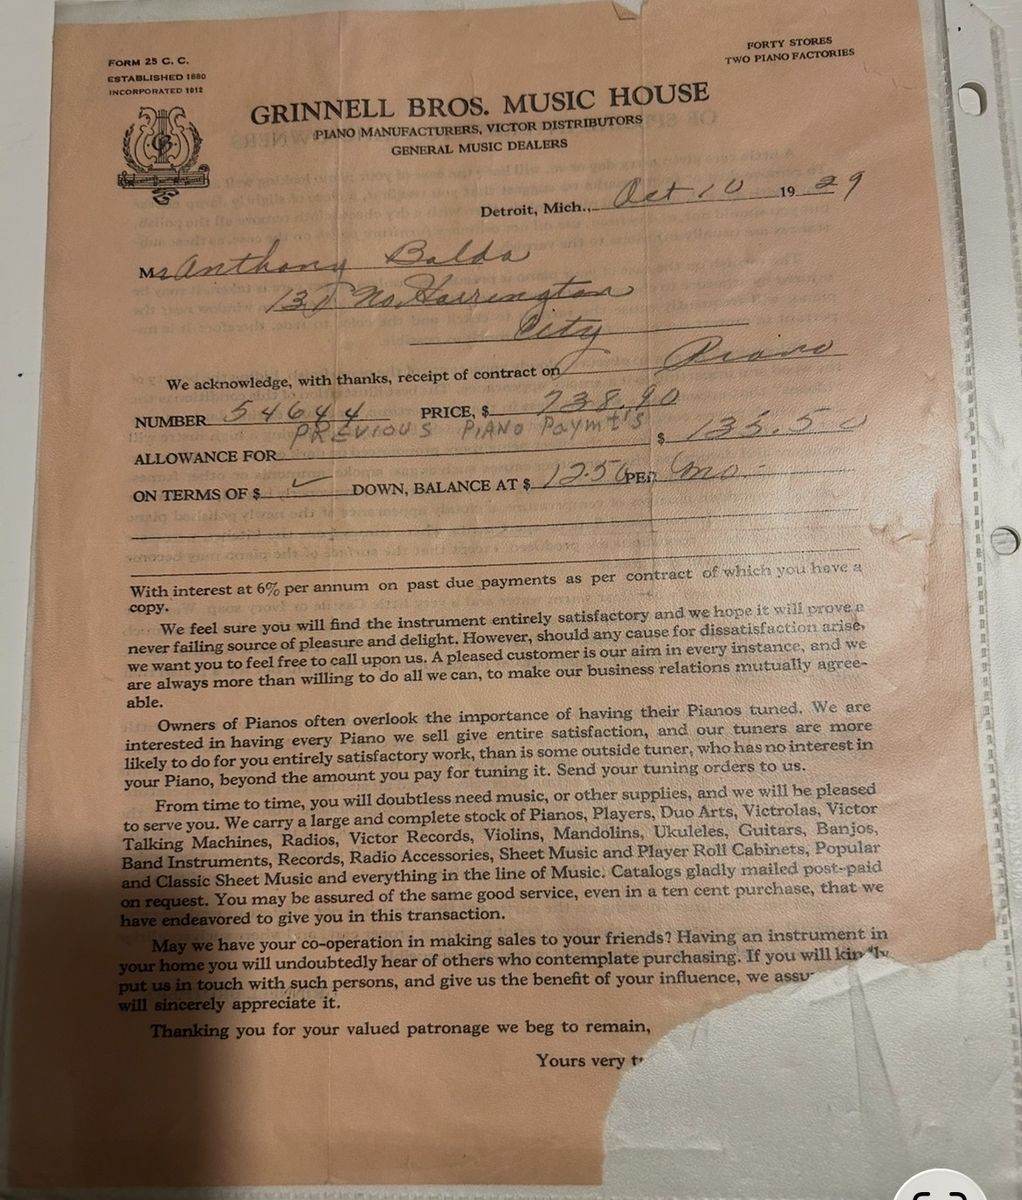 FORM 25 C. C.
ESTABLISHED 1880
INCORPORATED 1912
FORTY STORES
TWO PIANO FACTORIES
GRINNELL BROS. MUSIC HOUSE
PIANO MANUFACTURERS, VICTOR DISTRIBUTORS
GENERAL MUSIC DEALERS
Detroit, Mich., Oct 10 1929
Mr Anthony Balda
No. Harrington
City
We acknowledge, with thanks, receipt of contract on Piano
NUMBER 54644 PRICE, $ 738.90
PREVIOUS PIANO PAYMT'S
ALLOWANCE FOR $ 135.50
ON TERMS OF $ ✓ DOWN, BALANCE AT $ 12.50 PER mo.
With interest at 6% per annum on past due payments as per contract of which you have a
copy.
We feel sure you will find the instrument entirely satisfactory and we hope it will prove a
never failing source of pleasure and delight. However, should any cause for dissatisfaction arise,
we want you to feel free to call upon us. A pleased customer is our aim in every instance, and we
are always more than willing to do all we can, to make our business relations mutually agree-
able.
Owners of Pianos often overlook the importance of having their Pianos tuned. We are
interested in having every Piano we sell give entire satisfaction, and our tuners are more
likely to do for you entirely satisfactory work, than is some outside tuner, who has no interest in
your Piano, beyond the amount you pay for tuning it. Send your tuning orders to us.
From time to time, you will doubtless need music, or other supplies, and we will be pleased
to serve you. We carry a large and complete stock of Pianos, Players, Duo Arts, Victrolas, Victor
Talking Machines, Radios, Victor Records, Violins, Mandolins, Ukuleles, Guitars, Banjos,
Band Instruments, Records, Radio Accessories, Sheet Music and Player Roll Cabinets, Popular
and Classic Sheet Music and everything in the line of Music. Catalogs gladly mailed post-paid
on request. You may be assured of the same good service, even in a ten cent purchase, that we
have endeavored to give you in this transaction.
May we have your co-operation in making sales to your friends? Having an instrument in
your home you will undoubtedly hear of others who contemplate purchasing. If you will kindly
put us in touch with such persons, and give us the benefit of your influence, we assu
will sincerely appreciate it.
Thanking you for your valued patronage we beg to remain,
Yours very t